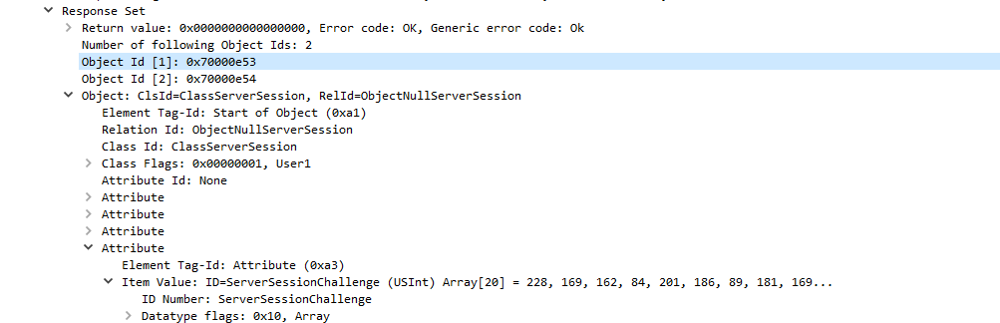 Response Set
Return value: 0x0000000000000000, Error code: OK, Generic error code: Ok
Number of following Object Ids: 2
Object Id [1]: 0x70000e53
Object Id [2]: 0x70000e54
Object: ClsId=ClassServerSession, RelId=ObjectNullServerSession
Element Tag-Id: Start of Object (0xa1)
Relation Id: ObjectNullServerSession
Class Id: ClassServerSession
Class Flags: 0x00000001, User1
Attribute Id: None
Attribute
Attribute
Attribute
Attribute
Element Tag-Id: Attribute (0xa3)
Item Value: ID=ServerSessionChallenge (USInt) Array[20] = 228, 169, 162, 84, 201, 186, 89, 181, 169...
ID Number: ServerSessionChallenge
Datatype flags: 0x10, Array